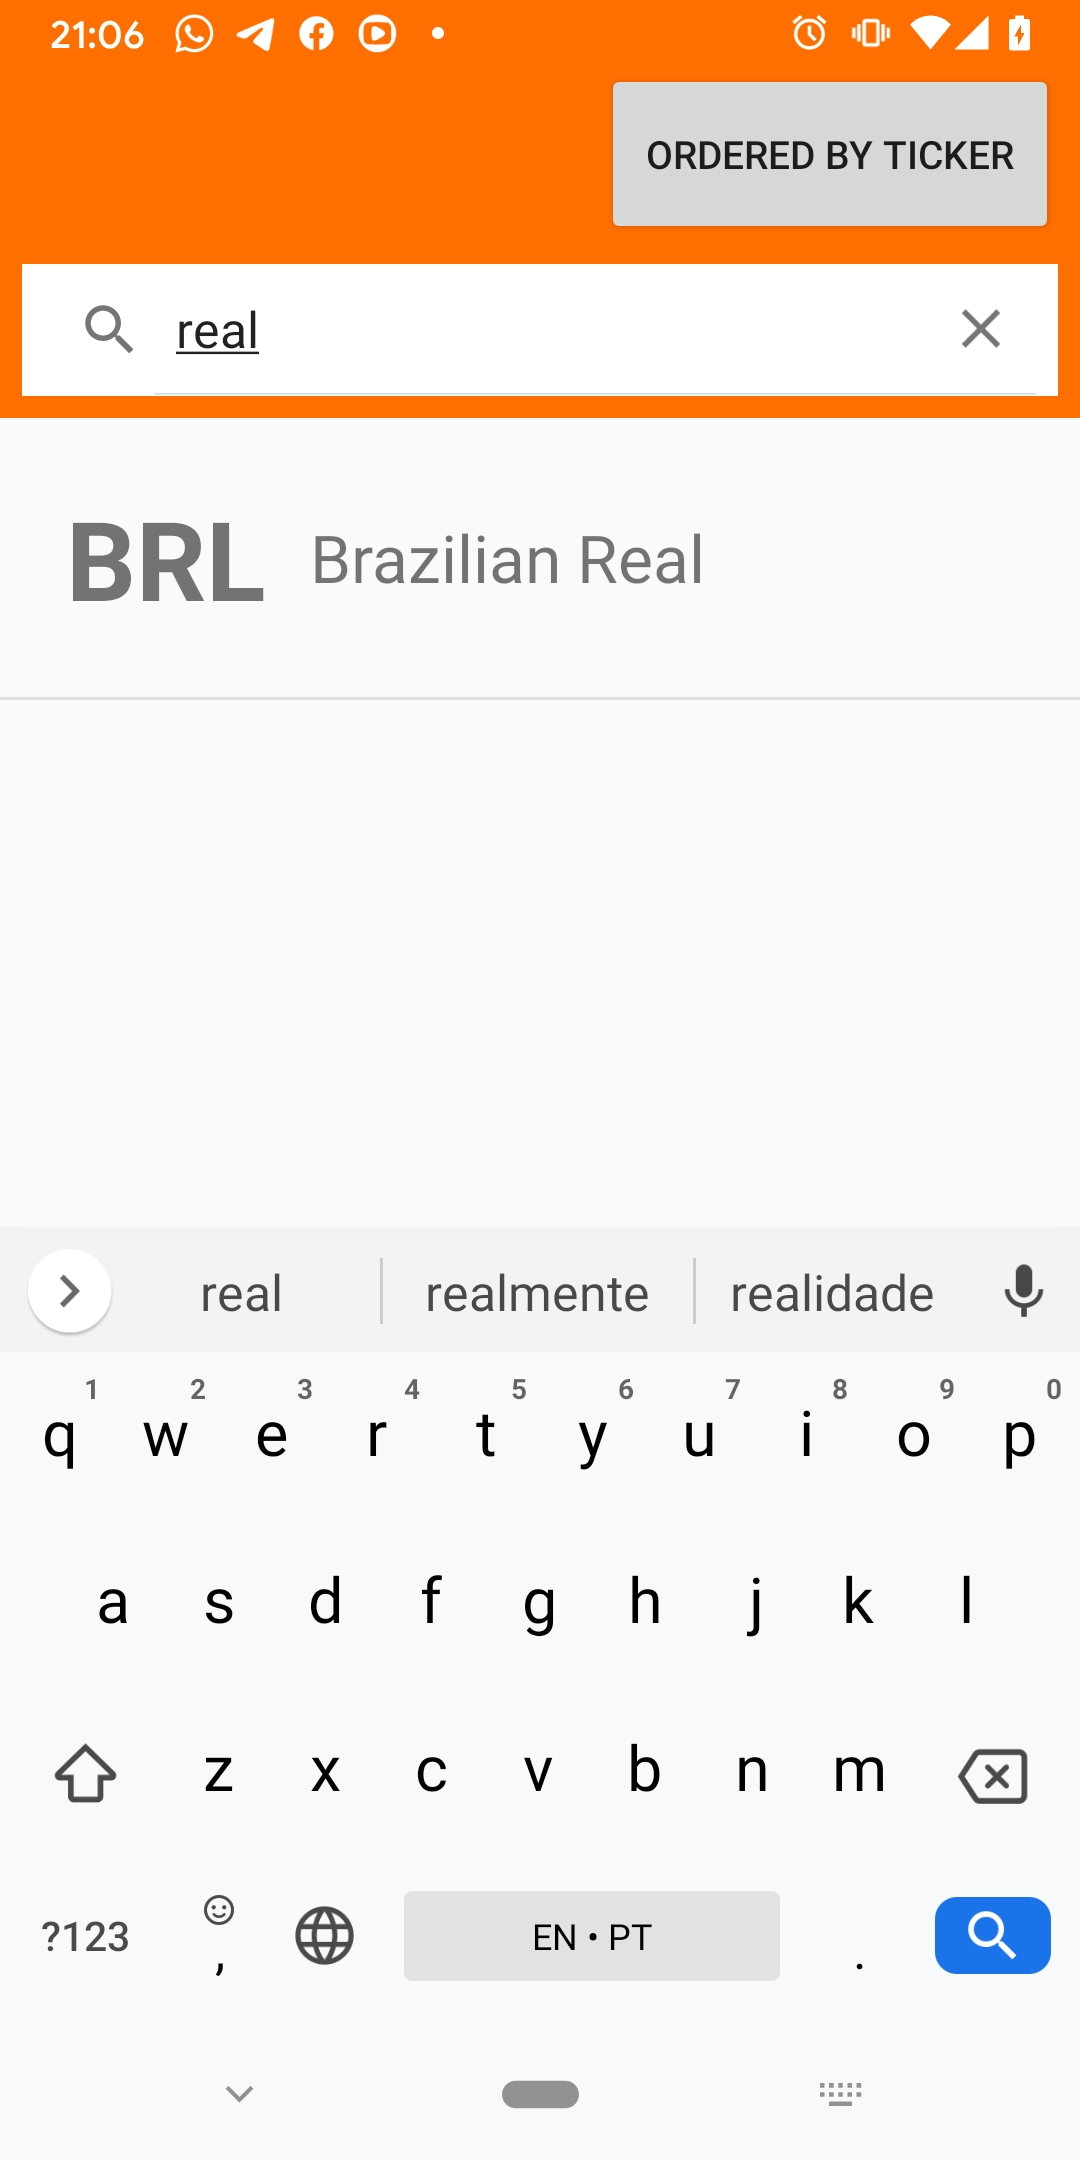 21:06
ORDERED BY TICKER
real
BRL Brazilian Real
real realmente realidade
1 2 3 4 5 6 7 8 9 0
q w e r t y u i o p
a s d f g h j k l
z x c v b n m
?123 , EN • PT .